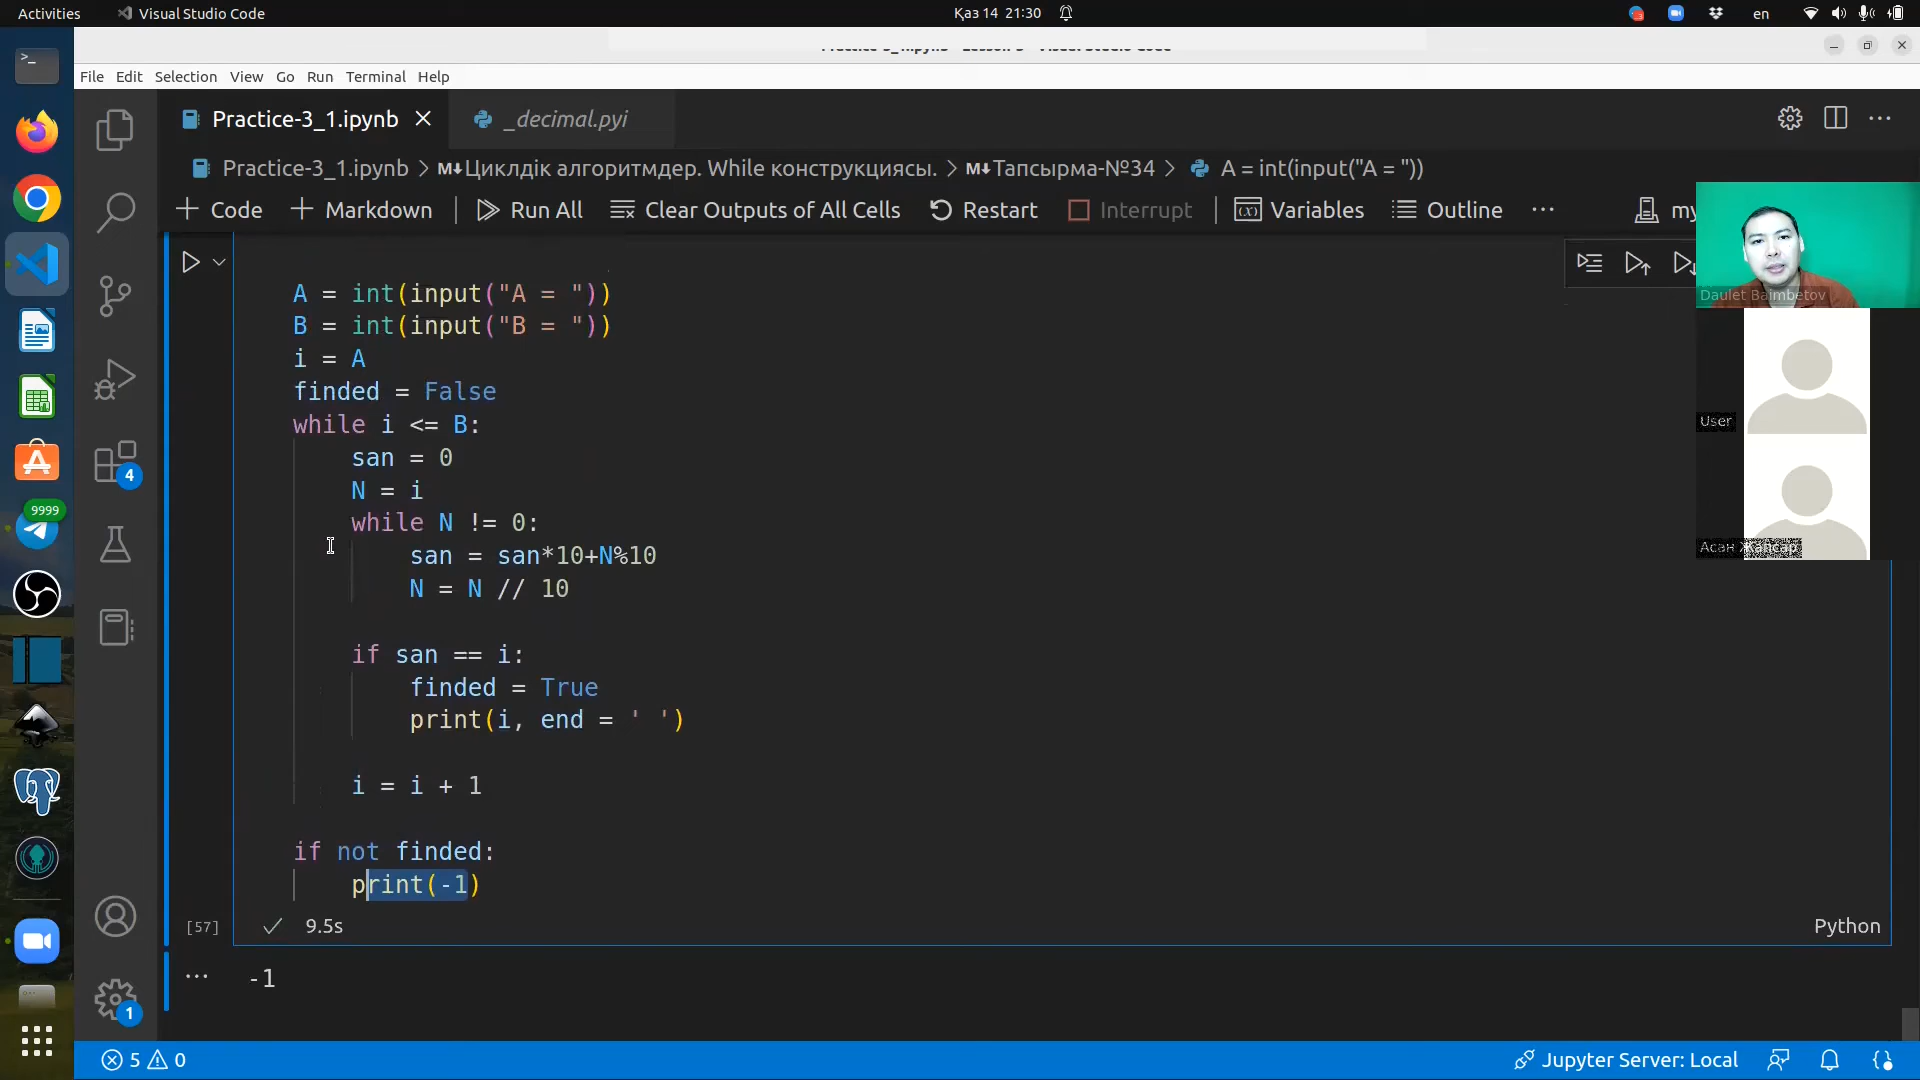 Activities
Visual Studio Code
Қаз 14 21:30
en
File Edit Selection View Go Run Terminal Help
Practice-3_1.ipynb
_decimal.pyi
Practice-3_1.ipynb > M↓Циклдік алгоритмдер. While конструкциясы. > M↓Тапсырма-№34 > A = int(input("A = "))
+ Code + Markdown Run All Clear Outputs of All Cells Restart Interrupt Variables Outline ...
A = int(input("A = "))
B = int(input("B = "))
i = A
finded = False
while i <= B:
san = 0
N = i
while N != 0:
san = san*10+N%10
N = N // 10
if san == i:
finded = True
print(i, end = ' ')
i = i + 1
if not finded:
print(-1)
[57] 9.5s Python
-1
5 0
Jupyter Server: Local
Daulet Baimbetov
User
Асан Жапсар
4
9999
1